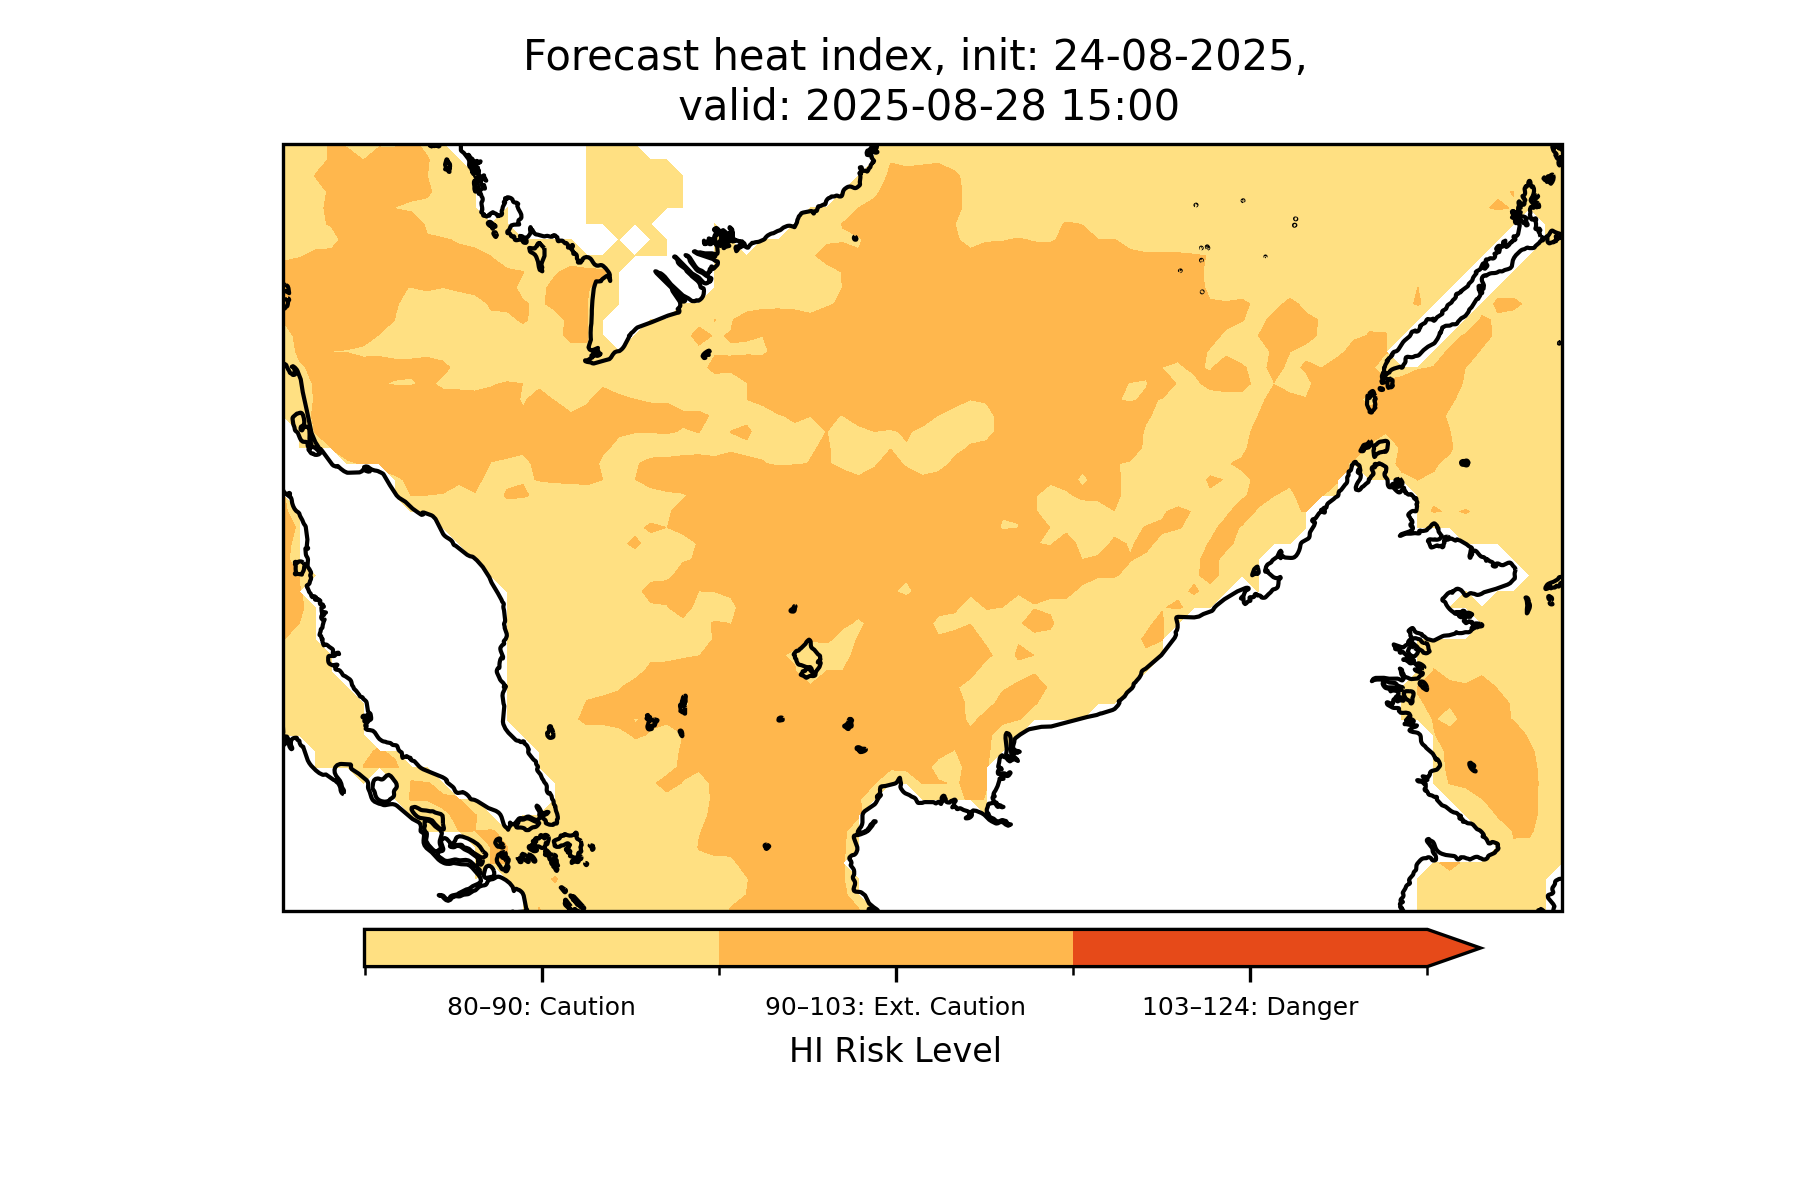 Forecast heat index, init: 24-08-2025,
valid: 2025-08-28 15:00
80–90: Caution
90–103: Ext. Caution
103–124: Danger
HI Risk Level